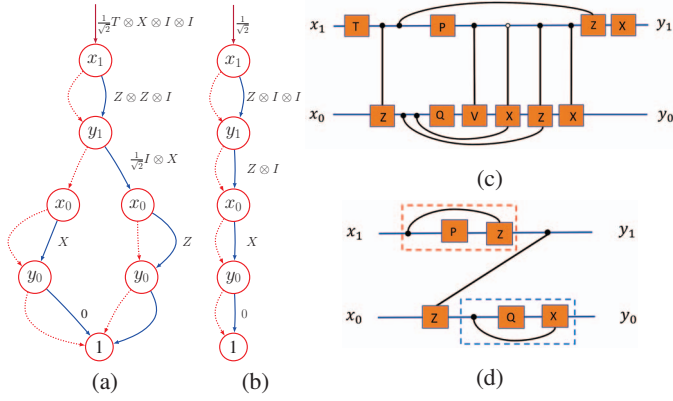 1/√2 T ⊗ X ⊗ I ⊗ I
x₁
Z ⊗ Z ⊗ I
y₁
1/√2 I ⊗ X
x₀ x₀
X Z
y₀ y₀
0
1
(a)
1/√2
x₁
Z ⊗ I ⊗ I
y₁
Z ⊗ I
x₀
X
y₀
0
1
(b)
x₁ T P Z X y₁
x₀ Z Q V X Z X y₀
(c)
x₁ P Z y₁
x₀ Z Q X y₀
(d)